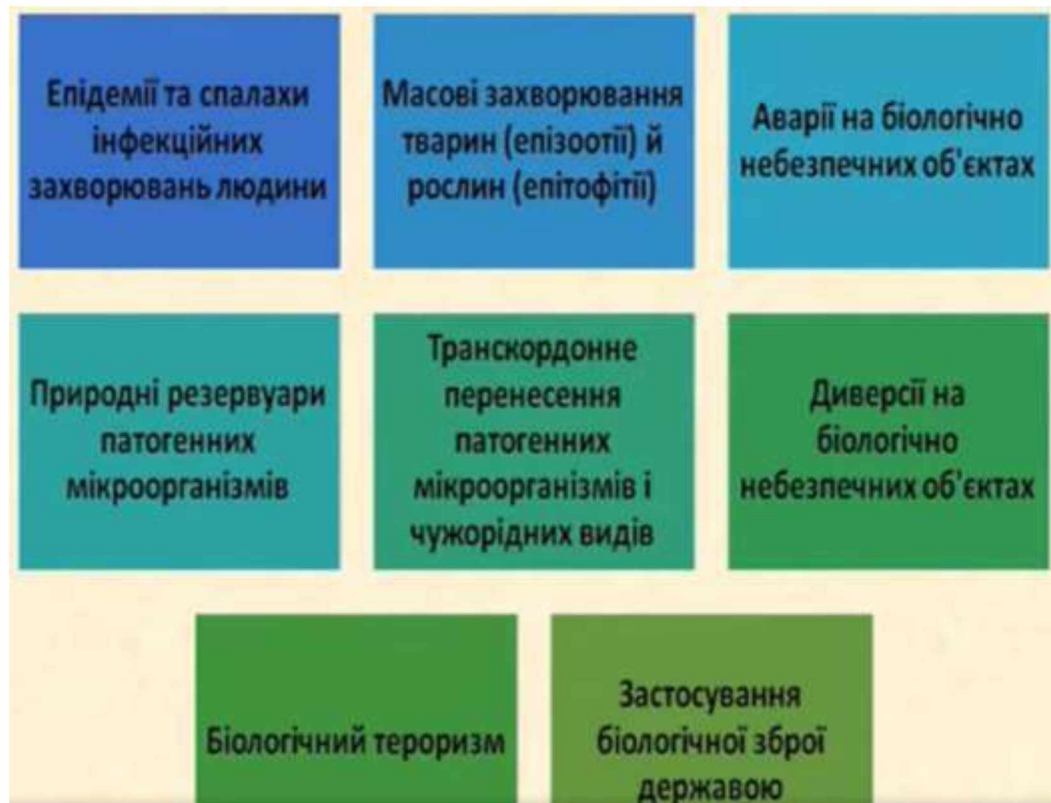 Епідемії та спалахи
інфекційних
захворювань людини
Масові захворювання
тварин (епізоотії) й
рослин (епітофітії)
Аварії на біологічно
небезпечних об'єктах
Природні резервуари
патогенних
мікроорганізмів
Транскордонне
перенесення
патогенних
мікроорганізмів і
чужорідних видів
Диверсії на
біологічно
небезпечних об'єктах
Біологічний тероризм
Застосування
біологічної зброї
державою